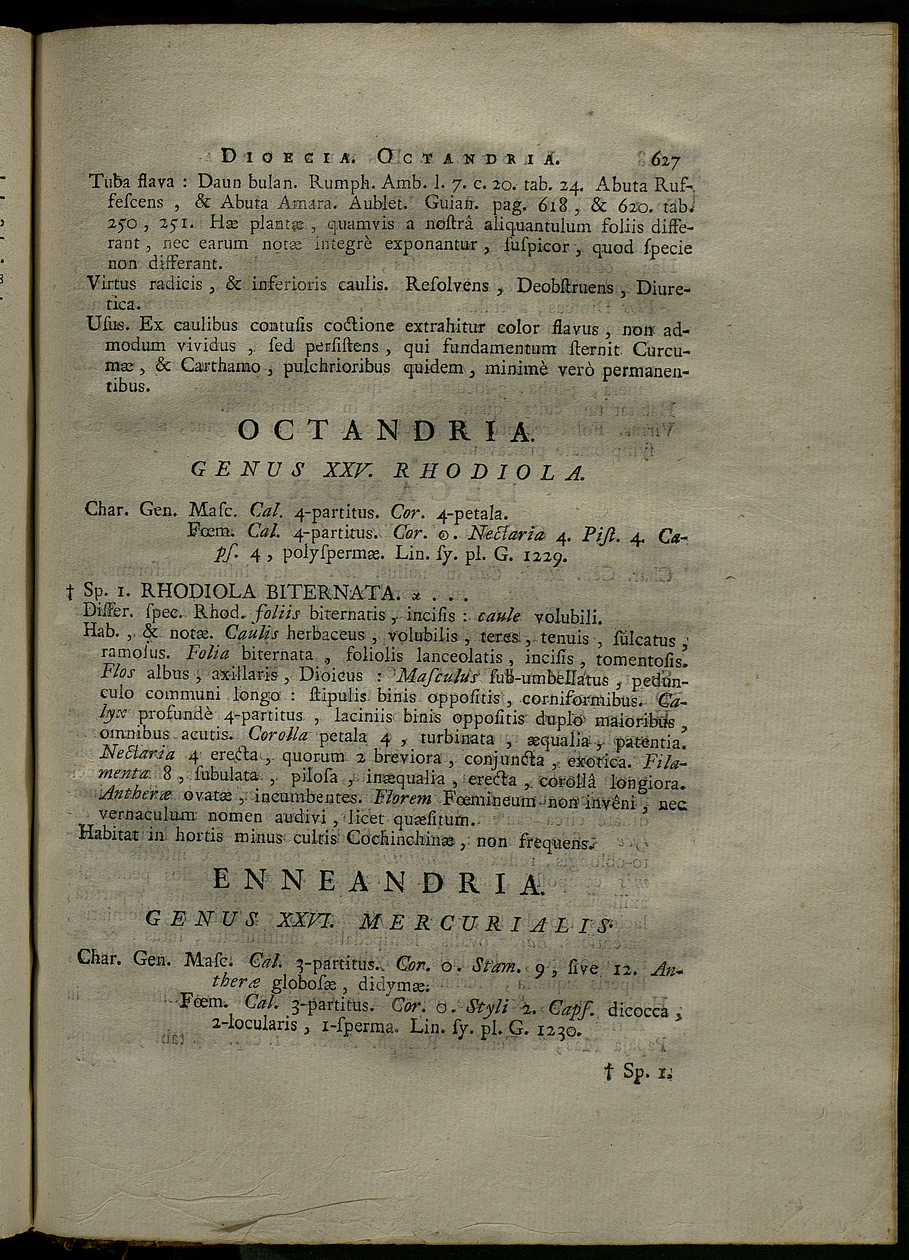 DIOECIA. OCTANDRIA. 627
Tuba flava : Daun bulan. Rumph. Amb. l. 7. c. 20. tab. 24. Abuta Ruf-
feſcens , & Abuta Amara. Aublet. Guian. pag. 618 , & 620. tab.
250 , 251. Hæ plantæ , quamvis a noſtrâ aliquantulum foliis diffe-
rant , nec earum notæ integrè exponantur , ſuſpicor , quod ſpecie
non differant.
Virtus radicis , & inferioris caulis. Reſolvens , Deobſtruens , Diure-
tica.
Uſus. Ex caulibus contuſis coctione extrahitur color flavus , non ad-
modum vividus , ſed perſiſtens , qui fundamentum ſternit Curcu-
mæ , & Carthamo , pulchrioribus quidem , minimè verò permanen-
tibus.
OCTANDRIA.
GENUS XXV. RHODIOLA.
Char. Gen. Maſc. Cal. 4-partitus. Cor. 4-petala.
Fœm. Cal. 4-partitus. Cor. 0. Nectaria 4. Piſt. 4. Ca-
pſ. 4 , polyſpermæ. Lin. ſy. pl. G. 1229.
† Sp. 1. RHODIOLA BITERNATA. * . . .
Differ. ſpec. Rhod. foliis biternatis , inciſis : caule volubili.
Hab. , & notæ. Caulis herbaceus , volubilis , teres , tenuis , ſulcatus ,
ramoſus. Folia biternata , foliolis lanceolatis , inciſis , tomentoſis.
Flos albus , axillaris , Dioicus : Maſculus ſub-umbellatus , pedun-
culo communi longo : ſtipulis binis oppoſitis , corniformibus. Ca-
lyx profundè 4-partitus , laciniis binis oppoſitis duplo maioribus ,
omnibus acutis. Corolla petala 4 , turbinata , æqualia , patentia.
Nectaria 4 erecta , quorum 2 breviora , conjuncta , exotica. Fila-
menta 8 , ſubulata , piloſa , inæqualia , erecta , corollâ longiora.
Antheræ ovatæ , incumbentes. Florem Fœmineum non invêni , nec
vernaculum nomen audivi , licet quæſitum.
Habitat in hortis minus cultis Cochinchinæ , non frequens.
ENNEANDRIA.
GENUS XXVI. MERCURIALIS.
Char. Gen. Maſc. Cal. 3-partitus. Cor. 0. Stam. 9 , ſive 12. An-
theræ globoſæ , didymæ.
Fœm. Cal. 3-partitus. Cor. 0. Styli 2. Capſ. dicocca ,
2-locularis , 1-ſperma. Lin. ſy. pl. G. 1230.
† Sp. 1.